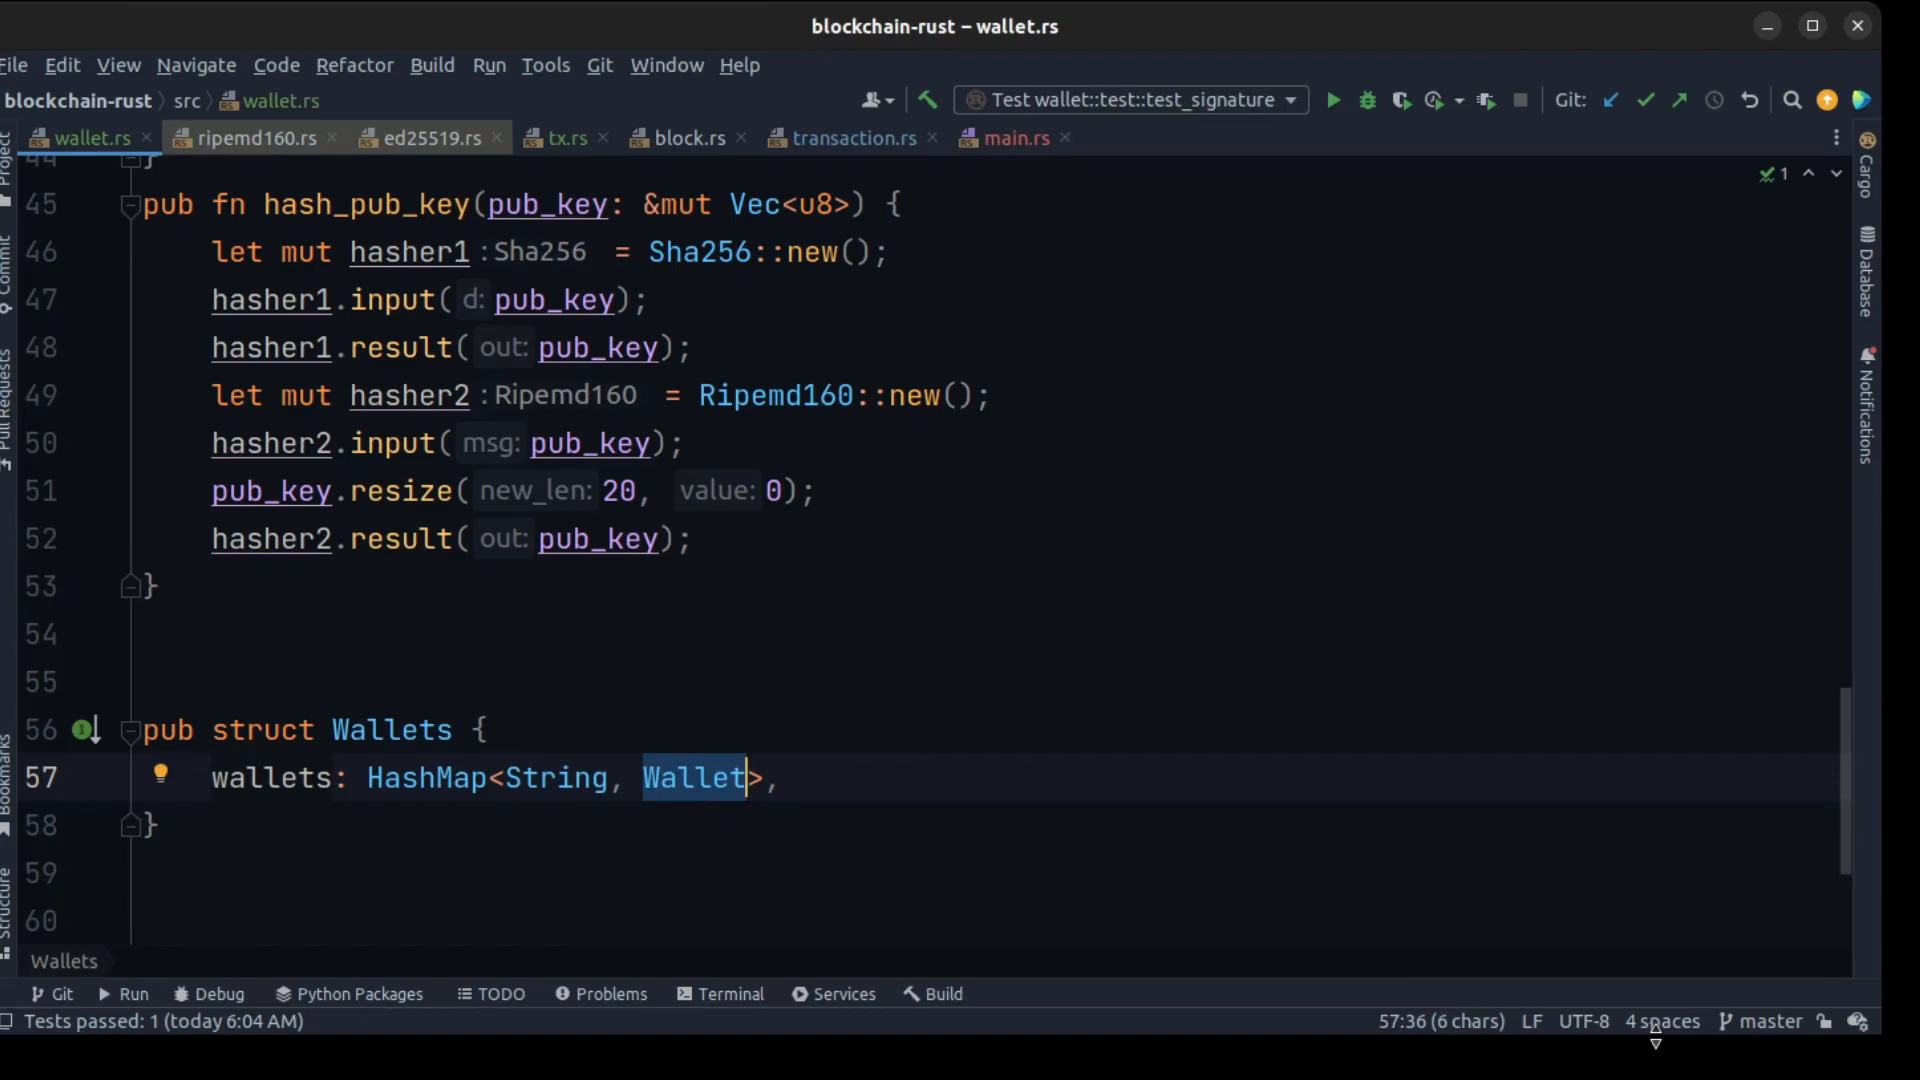 blockchain-rust – wallet.rs
File Edit View Navigate Code Refactor Build Run Tools Git Window Help
blockchain-rust src wallet.rs Test wallet::test::test_signature Git:
wallet.rs ripemd160.rs ed25519.rs tx.rs block.rs transaction.rs main.rs
44 }
45 pub fn hash_pub_key(pub_key: &mut Vec<u8>) {
46 let mut hasher1 : Sha256 = Sha256::new();
47 hasher1.input( d: pub_key);
48 hasher1.result( out: pub_key);
49 let mut hasher2 : Ripemd160 = Ripemd160::new();
50 hasher2.input( msg: pub_key);
51 pub_key.resize( new_len: 20, value: 0);
52 hasher2.result( out: pub_key);
53 }
54
55
56 pub struct Wallets {
57 wallets: HashMap<String, Wallet>,
58 }
59
60
1
Project
Commit
Pull Requests
Bookmarks
Structure
Cargo
Database
Notifications
Wallets
Git Run Debug Python Packages TODO Problems Terminal Services Build
Tests passed: 1 (today 6:04 AM) 57:36 (6 chars) LF UTF-8 4 spaces master